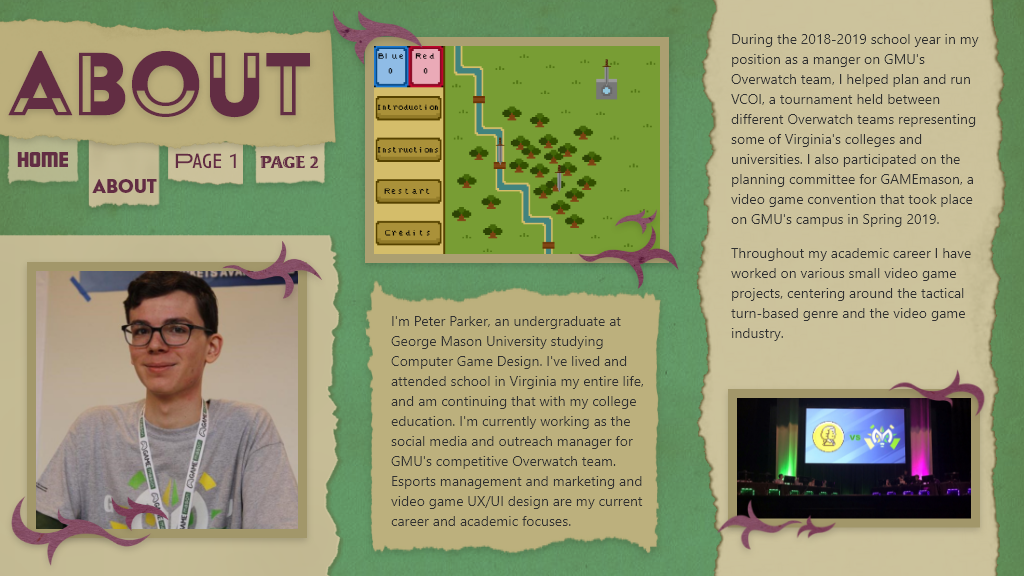 ABOUT
HOME
ABOUT
PAGE 1
PAGE 2
Blue
0
Red
0
Introduction
Instructions
Restart
Credits
I'm Peter Parker, an undergraduate at
George Mason University studying
Computer Game Design. I've lived and
attended school in Virginia my entire life,
and am continuing that with my college
education. I'm currently working as the
social media and outreach manager for
GMU's competitive Overwatch team.
Esports management and marketing and
video game UX/UI design are my current
career and academic focuses.
During the 2018-2019 school year in my
position as a manger on GMU's
Overwatch team, I helped plan and run
VCOI, a tournament held between
different Overwatch teams representing
some of Virginia's colleges and
universities. I also participated on the
planning committee for GAMEmason, a
video game convention that took place
on GMU's campus in Spring 2019.
Throughout my academic career I have
worked on various small video game
projects, centering around the tactical
turn-based genre and the video game
industry.
VS